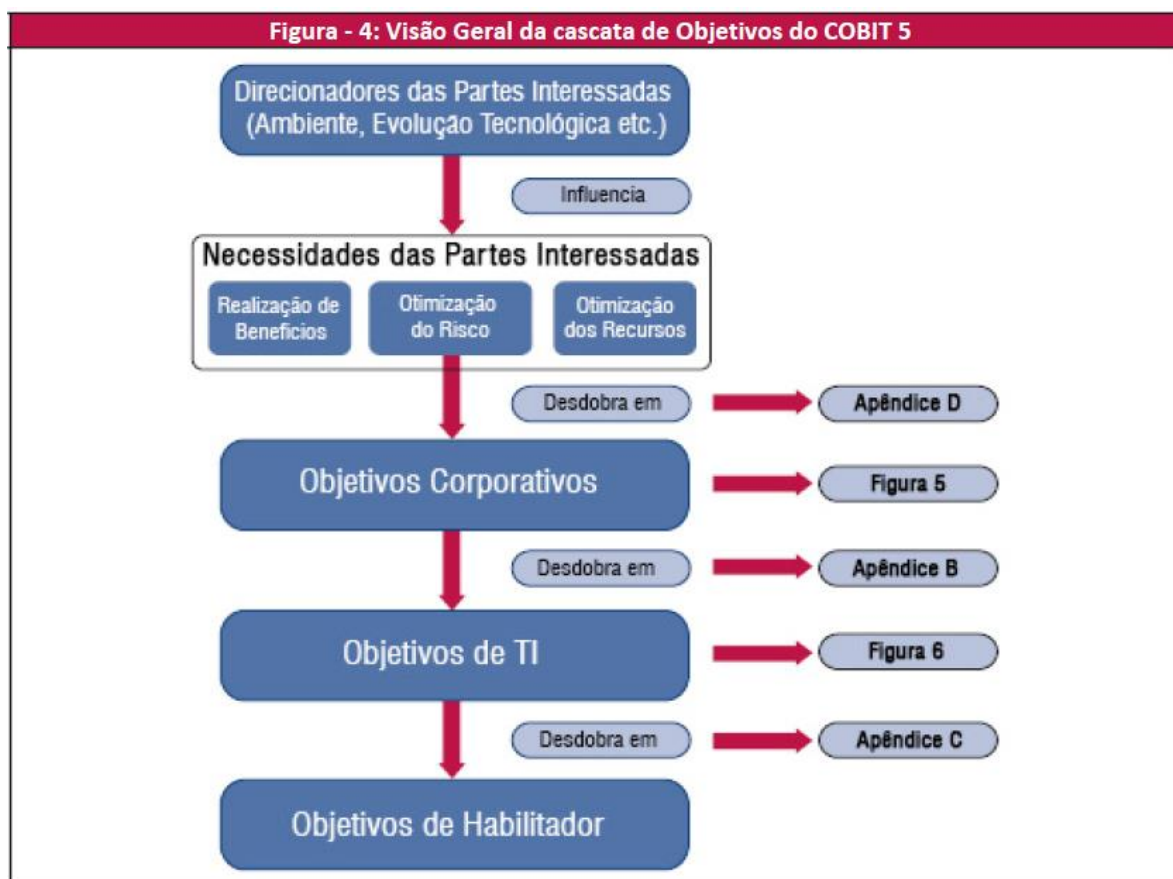 Figura - 4: Visão Geral da cascata de Objetivos do COBIT 5
Direcionadores das Partes Interessadas
(Ambiente, Evolução Tecnológica etc.)
Influencia
Necessidades das Partes Interessadas
Realização de
Benefícios
Otimização
do Risco
Otimização
dos Recursos
Desdobra em
Apêndice D
Objetivos Corporativos
Figura 5
Desdobra em
Apêndice B
Objetivos de TI
Figura 6
Desdobra em
Apêndice C
Objetivos de Habilitador